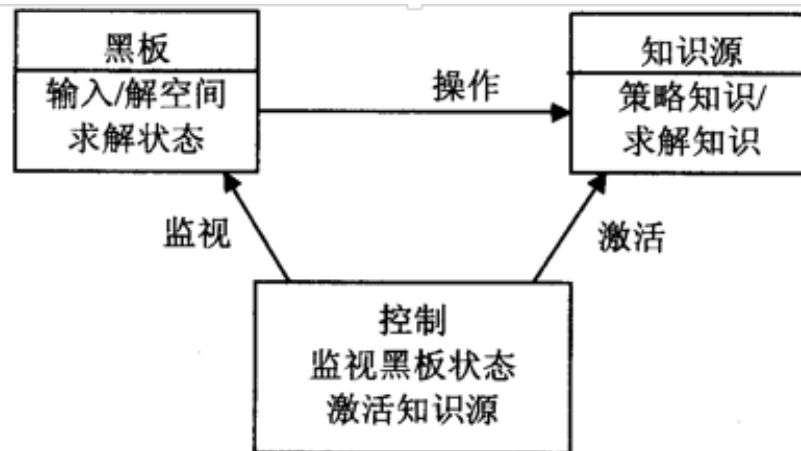 黑板
输入/解空间
求解状态
操作
知识源
策略知识/
求解知识
监视
激活
控制
监视黑板状态
激活知识源